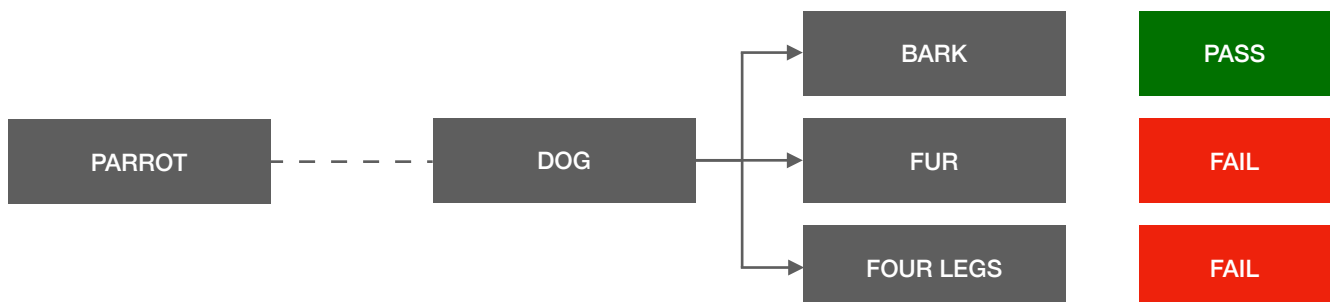 BARK
PASS
PARROT
DOG
FUR
FAIL
FOUR LEGS
FAIL